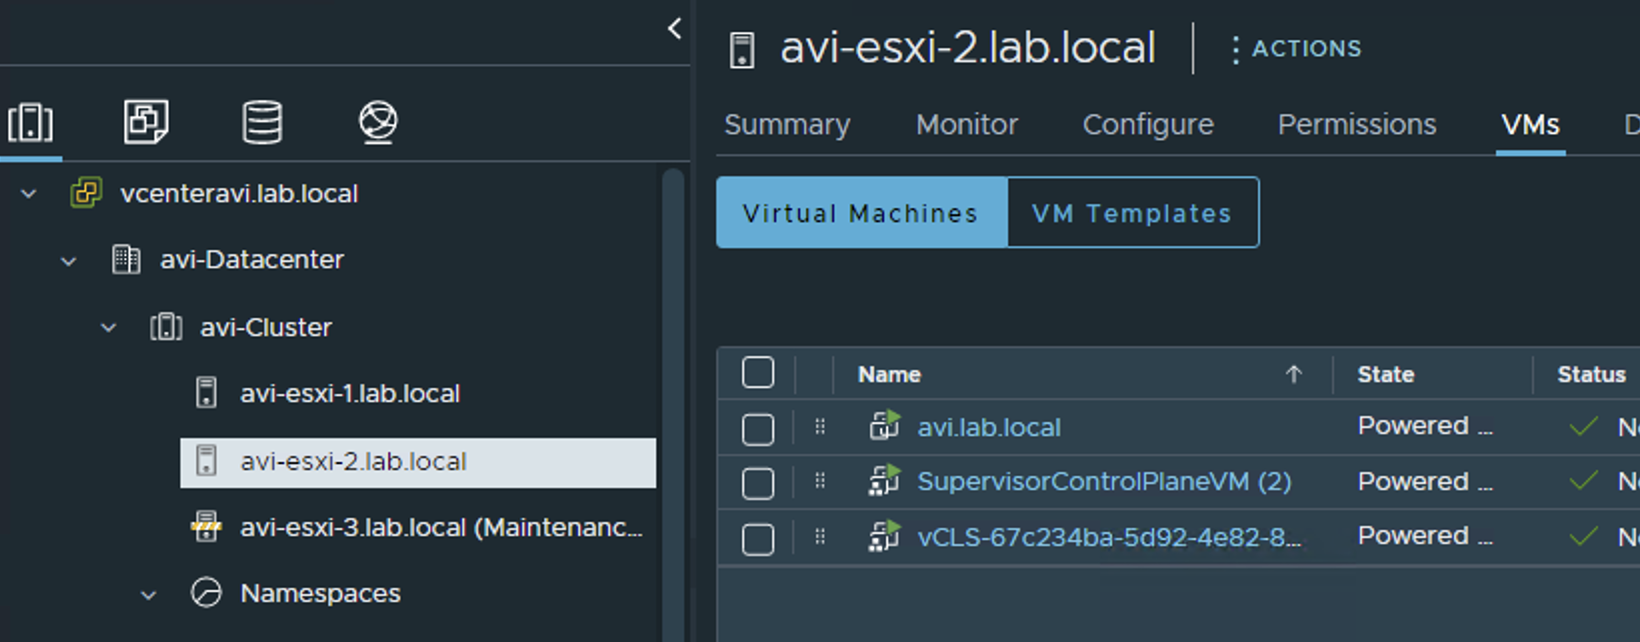 avi-esxi-2.lab.local
ACTIONS
Summary Monitor Configure Permissions VMs
vcenteravi.lab.local
avi-Datacenter
avi-Cluster
avi-esxi-1.lab.local
avi-esxi-2.lab.local
avi-esxi-3.lab.local (Maintenanc...
Namespaces
Virtual Machines VM Templates
Name State Status
avi.lab.local Powered ...
SupervisorControlPlaneVM (2) Powered ...
vCLS-67c234ba-5d92-4e82-8... Powered ...